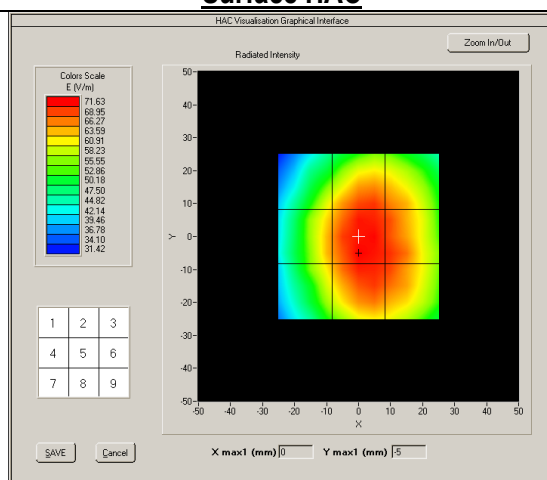 Surface HAC
HAC Visualisation Graphical Interface
Zoom In/Out
Radiated Intensity
Colors Scale
E (V/m)
71.63
68.95
66.27
63.59
60.91
58.23
55.55
52.86
50.18
47.50
44.82
42.14
39.46
36.78
34.10
31.42
50
40
30
20
10
Y 0
-10
-20
-30
-40
-50
-50 -40 -30 -20 -10 0 10 20 30 40 50
X
1 2 3
4 5 6
7 8 9
SAVE Cancel X max1 (mm) 0 Y max1 (mm) -5